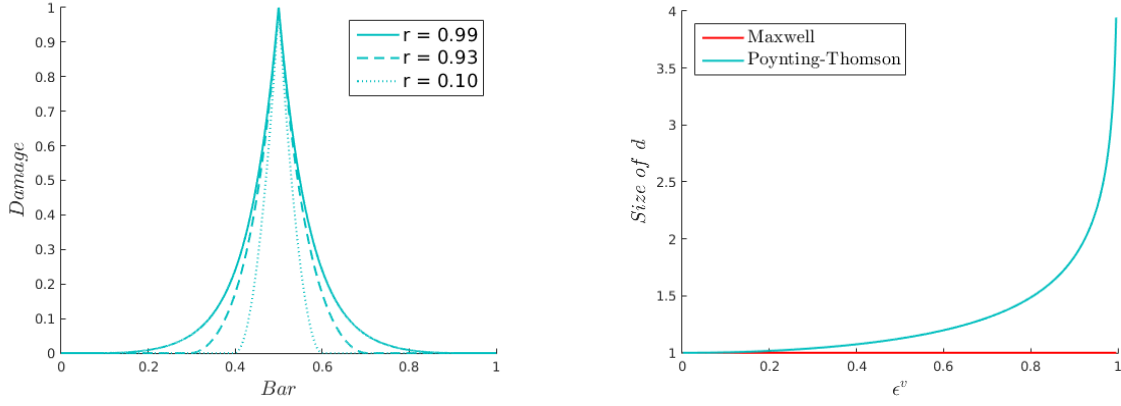 1
0.9
0.8
0.7
0.6
0.5
0.4
0.3
0.2
0.1
0
0 0.2 0.4 0.6 0.8 1
Damage
Bar
r = 0.99
r = 0.93
r = 0.10
4
3.5
3
2.5
2
1.5
1
0 0.2 0.4 0.6 0.8 1
Size of d
ϵᵛ
Maxwell
Poynting-Thomson